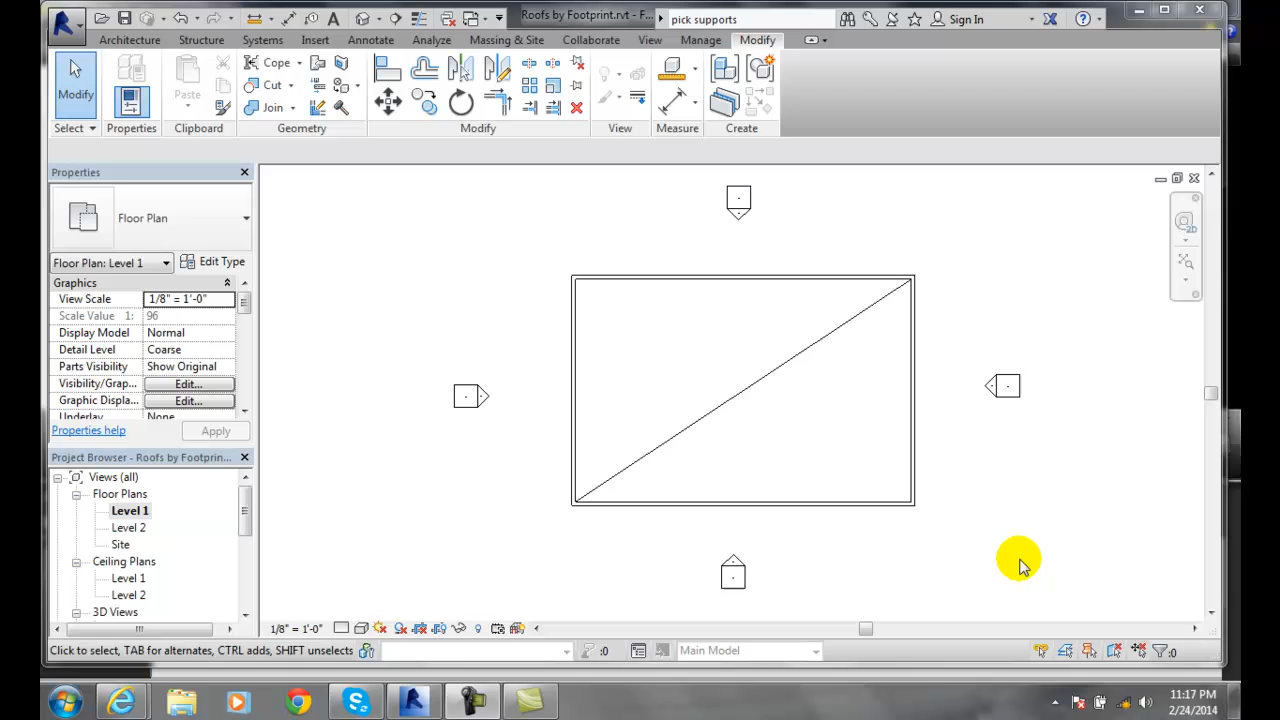 Roofs by Footprint.rvt - F...
pick supports
Sign In
Architecture
Structure
Systems
Insert
Annotate
Analyze
Massing & Site
Collaborate
View
Manage
Modify
Modify
Paste
Cope
Cut
Join
Select
Properties
Clipboard
Geometry
Modify
View
Measure
Create
Properties
Floor Plan
Floor Plan: Level 1
Edit Type
Graphics
View Scale 1/8" = 1'-0"
Scale Value 1: 96
Display Model Normal
Detail Level Coarse
Parts Visibility Show Original
Visibility/Grap... Edit...
Graphic Displa... Edit...
Underlay None
Properties help
Apply
Project Browser - Roofs by Footprin...
Views (all)
Floor Plans
Level 1
Level 2
Site
Ceiling Plans
Level 1
Level 2
3D Views
2D
1/8" = 1'-0"
Click to select, TAB for alternates, CTRL adds, SHIFT unselects
:0
Main Model
:0
11:17 PM
2/24/2014